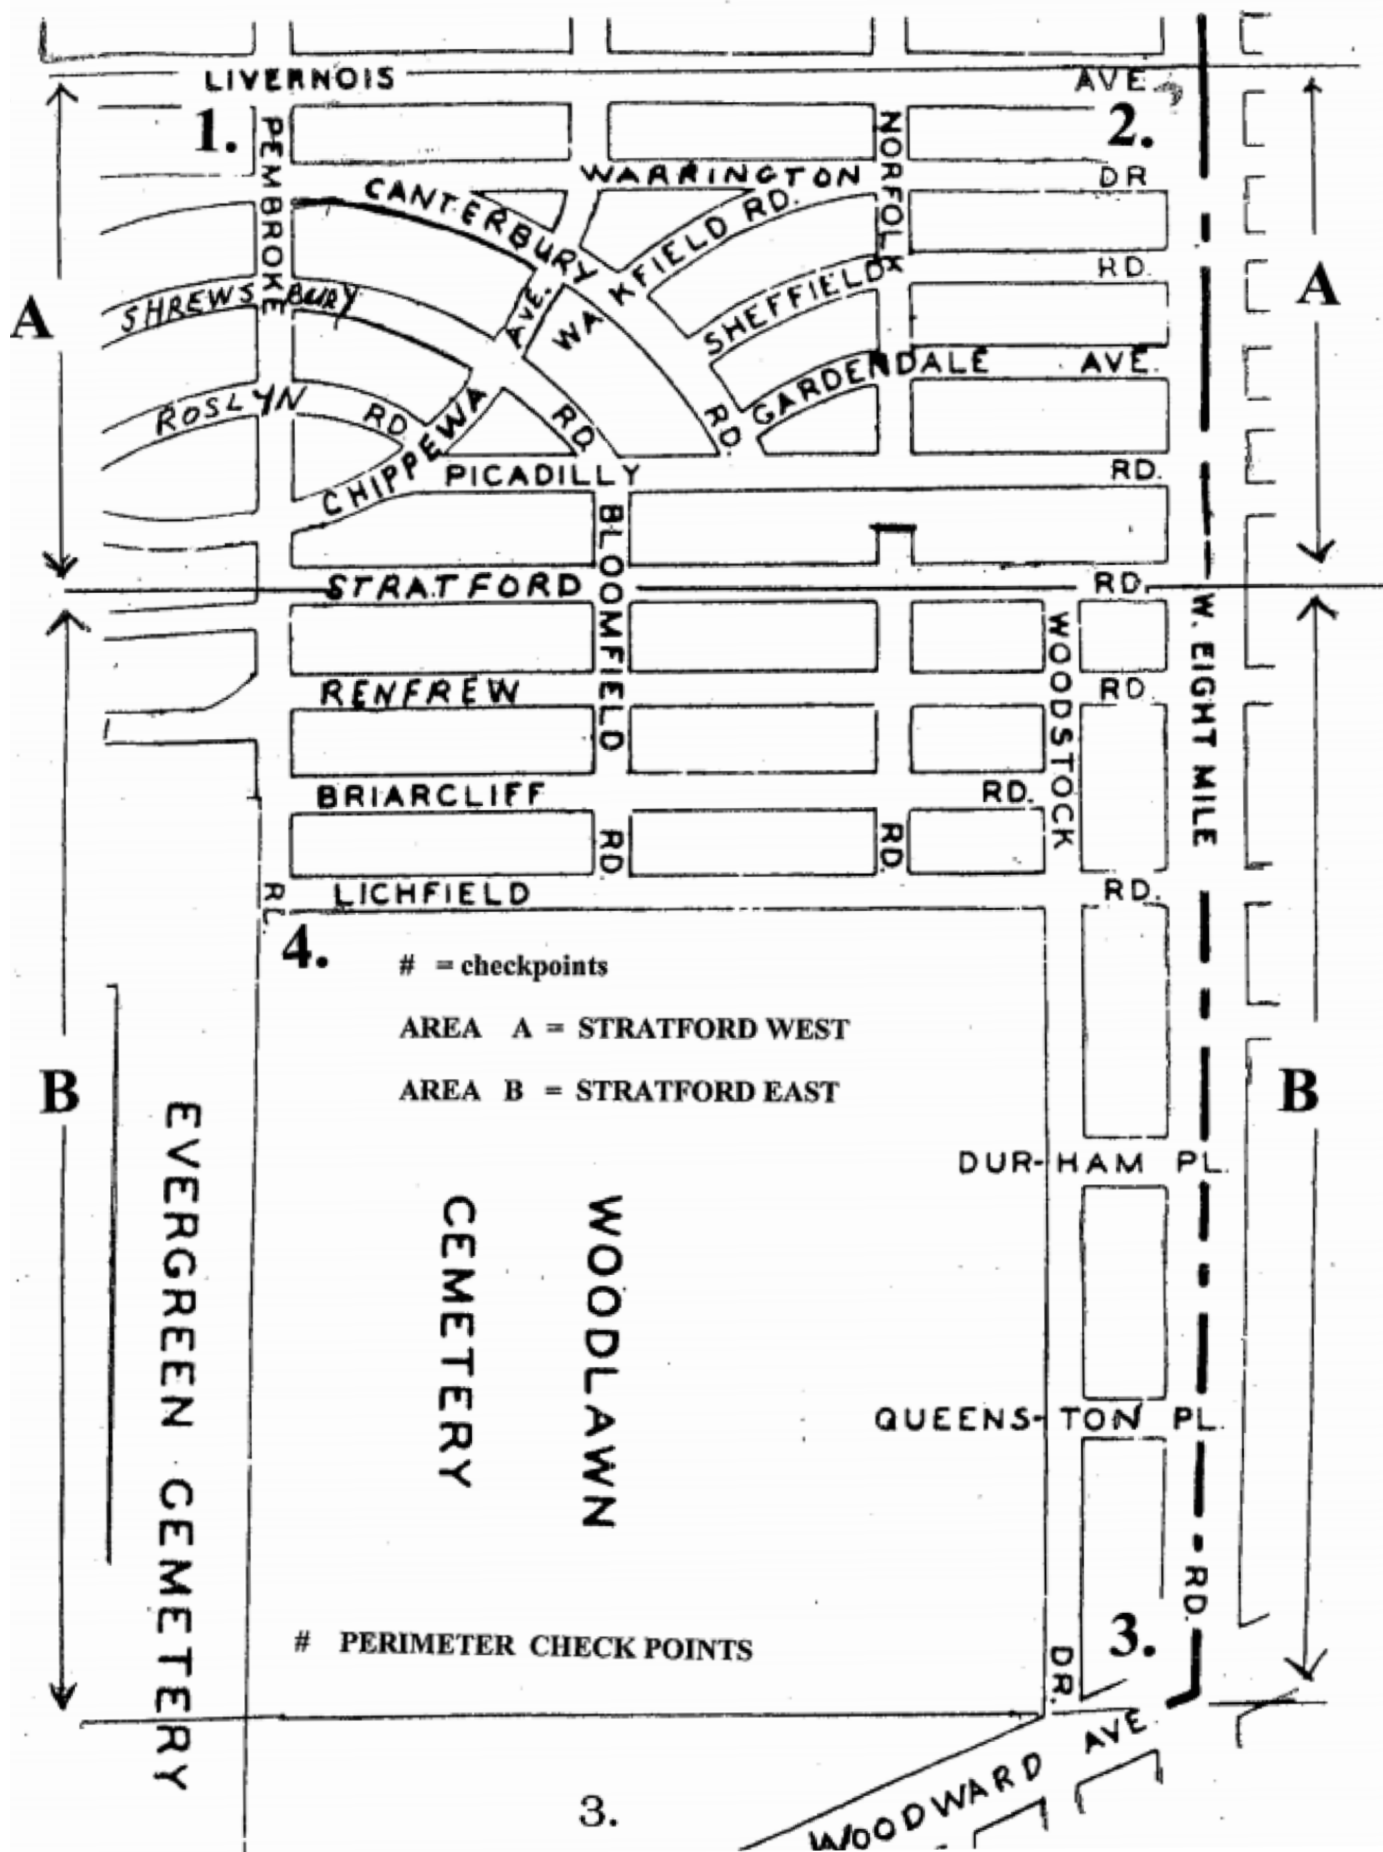 LIVERNOIS AVE.
1.
2.
PEMBROKE
NORFOLK
WARRINGTON DR
CANTERBURY
WAKFIELD RD.
SHEFFIELD RD.
AVE.
A
A
SHREWSBURY
GARDENDALE AVE.
ROSLYN RD.
RD.
RD.
CHIPPEWA
PICADILLY RD.
BLOOMFIELD
STRATFORD RD.
WOODSTOCK
W. EIGHT MILE
RENFREW RD.
BRIARCLIFF RD.
RD.
RD.
LICHFIELD RD.
RD.
4.
# = checkpoints
AREA A = STRATFORD WEST
AREA B = STRATFORD EAST
B
B
EVERGREEN CEMETERY
DUR-HAM PL.
WOODLAWN
CEMETERY
QUEENS-TON PL.
RD.
3.
# PERIMETER CHECK POINTS
DR.
WOODWARD AVE.
3.